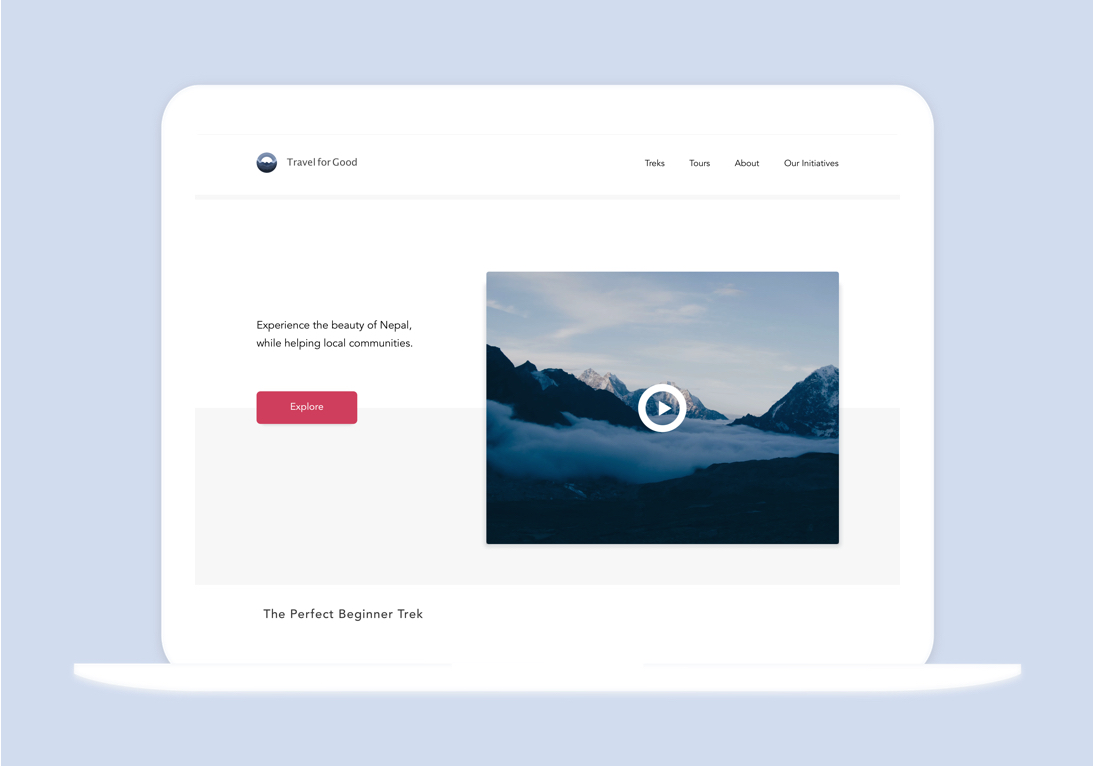 Travel for Good
Treks
Tours
About
Our Initiatives
Experience the beauty of Nepal,
while helping local communities.
Explore
The Perfect Beginner Trek